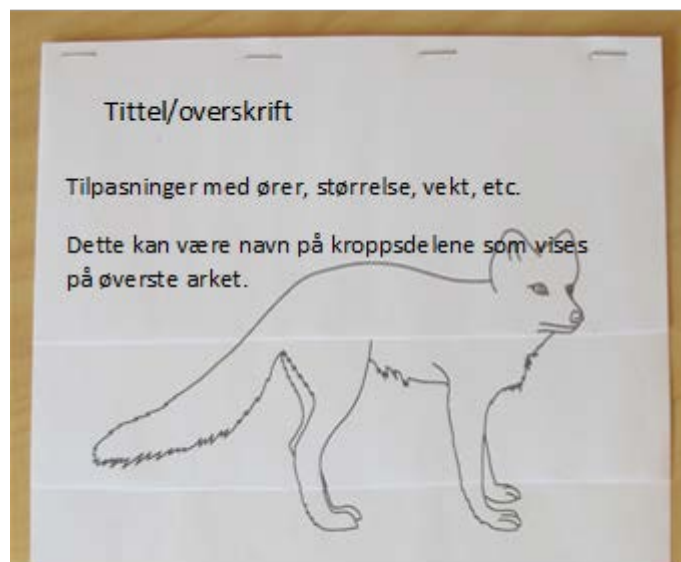 Tittel/overskrift
Tilpasninger med ører, størrelse, vekt, etc.
Dette kan være navn på kroppsdelene som vises
på øverste arket.